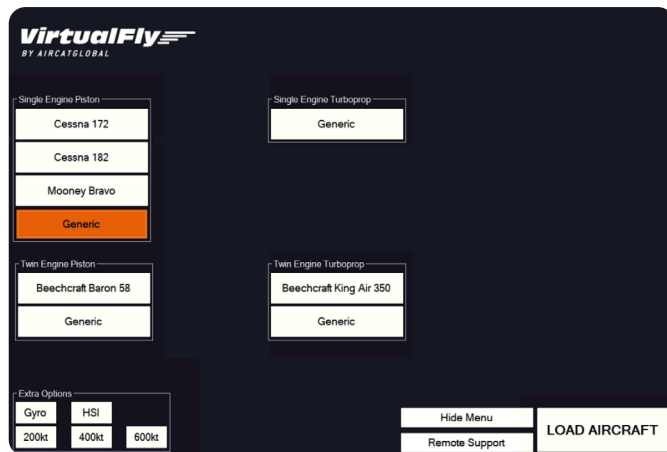 VirtualFly
BY AIRCATGLOBAL
Single Engine Piston
Cessna 172
Cessna 182
Mooney Bravo
Generic
Single Engine Turboprop
Generic
Twin Engine Piston
Beechcraft Baron 58
Generic
Twin Engine Turboprop
Beechcraft King Air 350
Generic
Extra Options
Gyro HSI
200kt 400kt 600kt
Hide Menu
Remote Support
LOAD AIRCRAFT